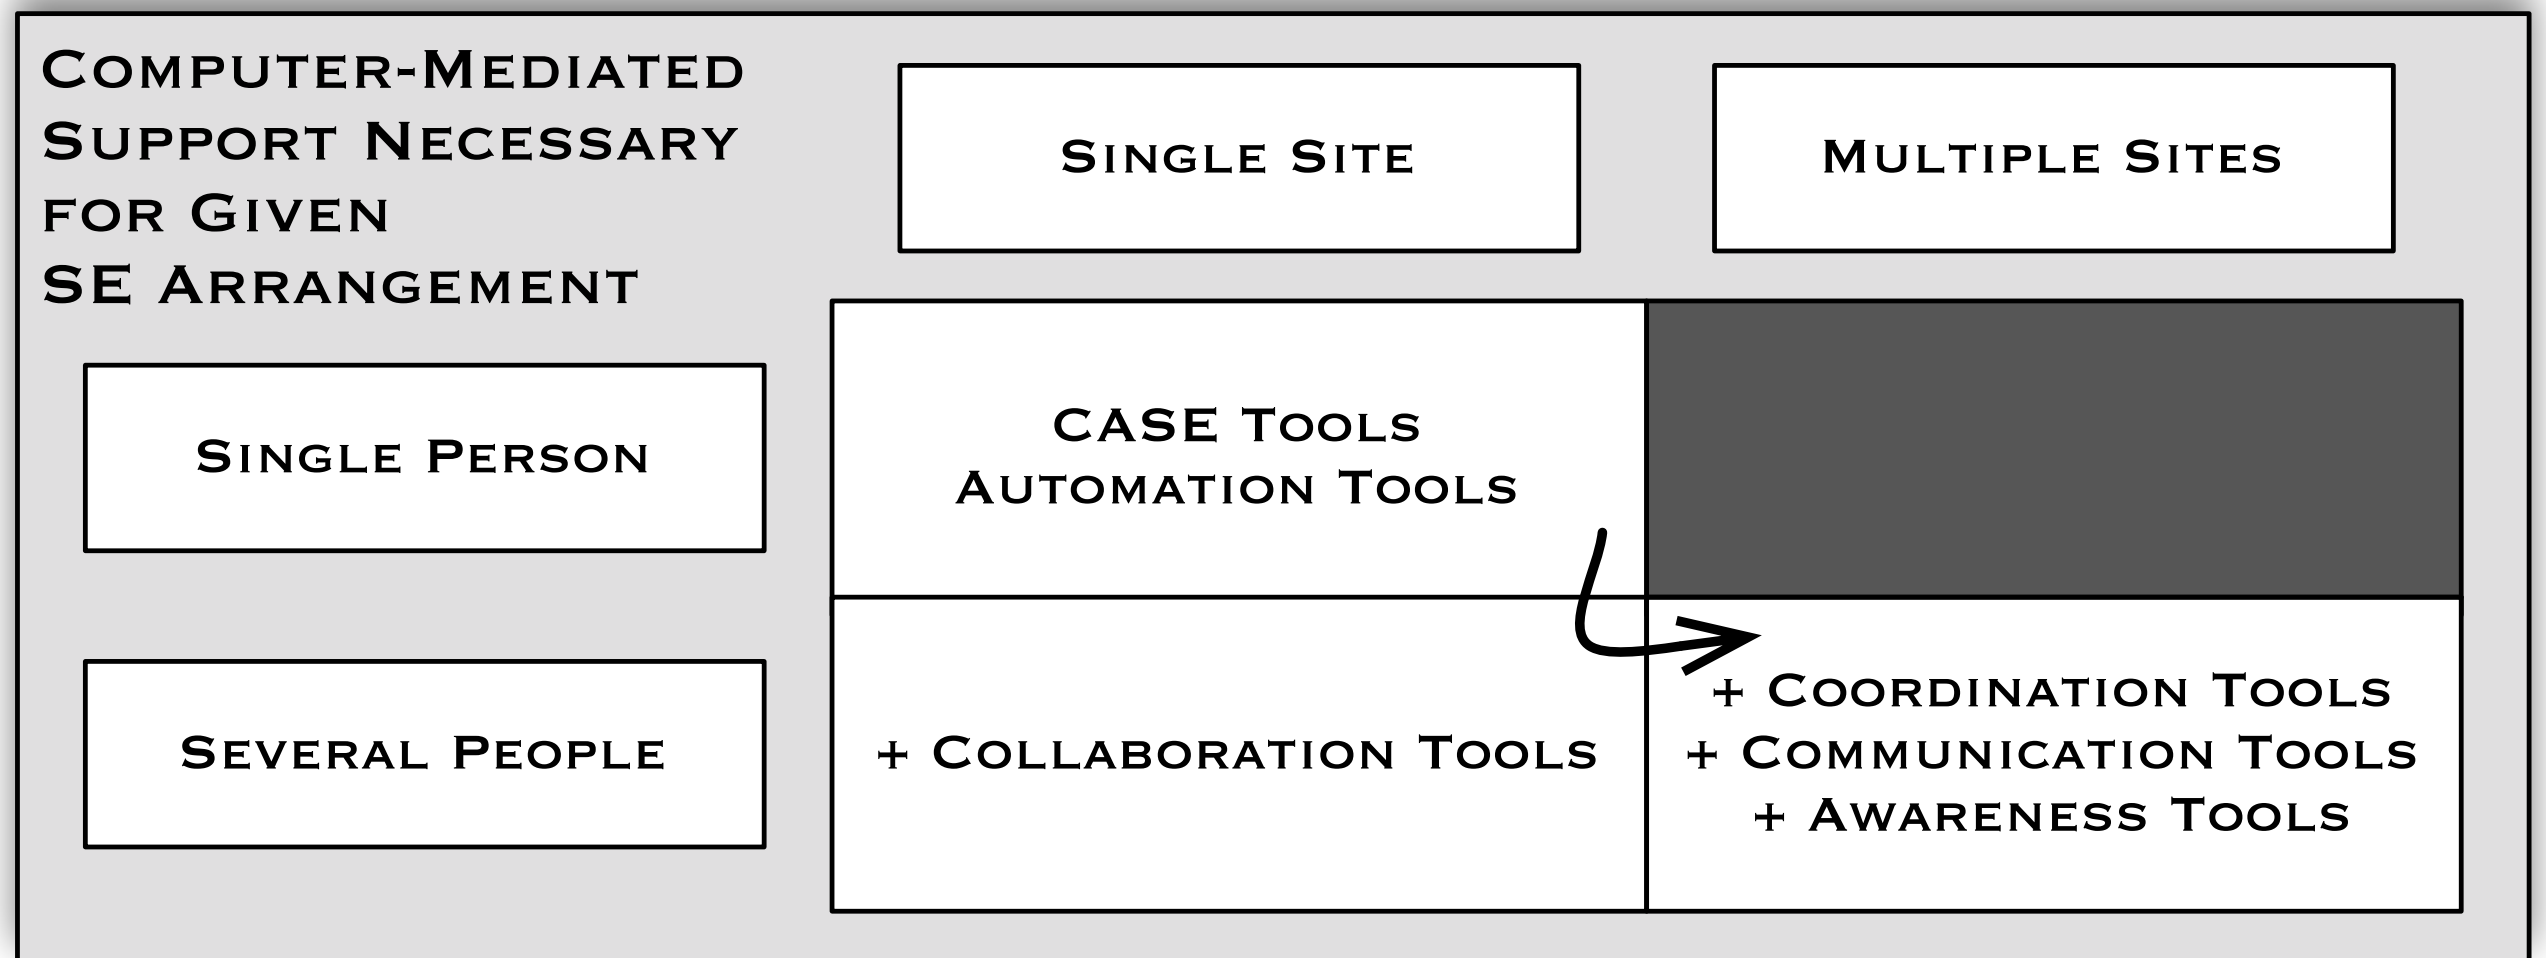 Computer-Mediated
Support Necessary
for Given
SE Arrangement
Single Site
Multiple Sites
Single Person
CASE Tools
Automation Tools
Several People
+ Collaboration Tools
+ Coordination Tools
+ Communication Tools
+ Awareness Tools